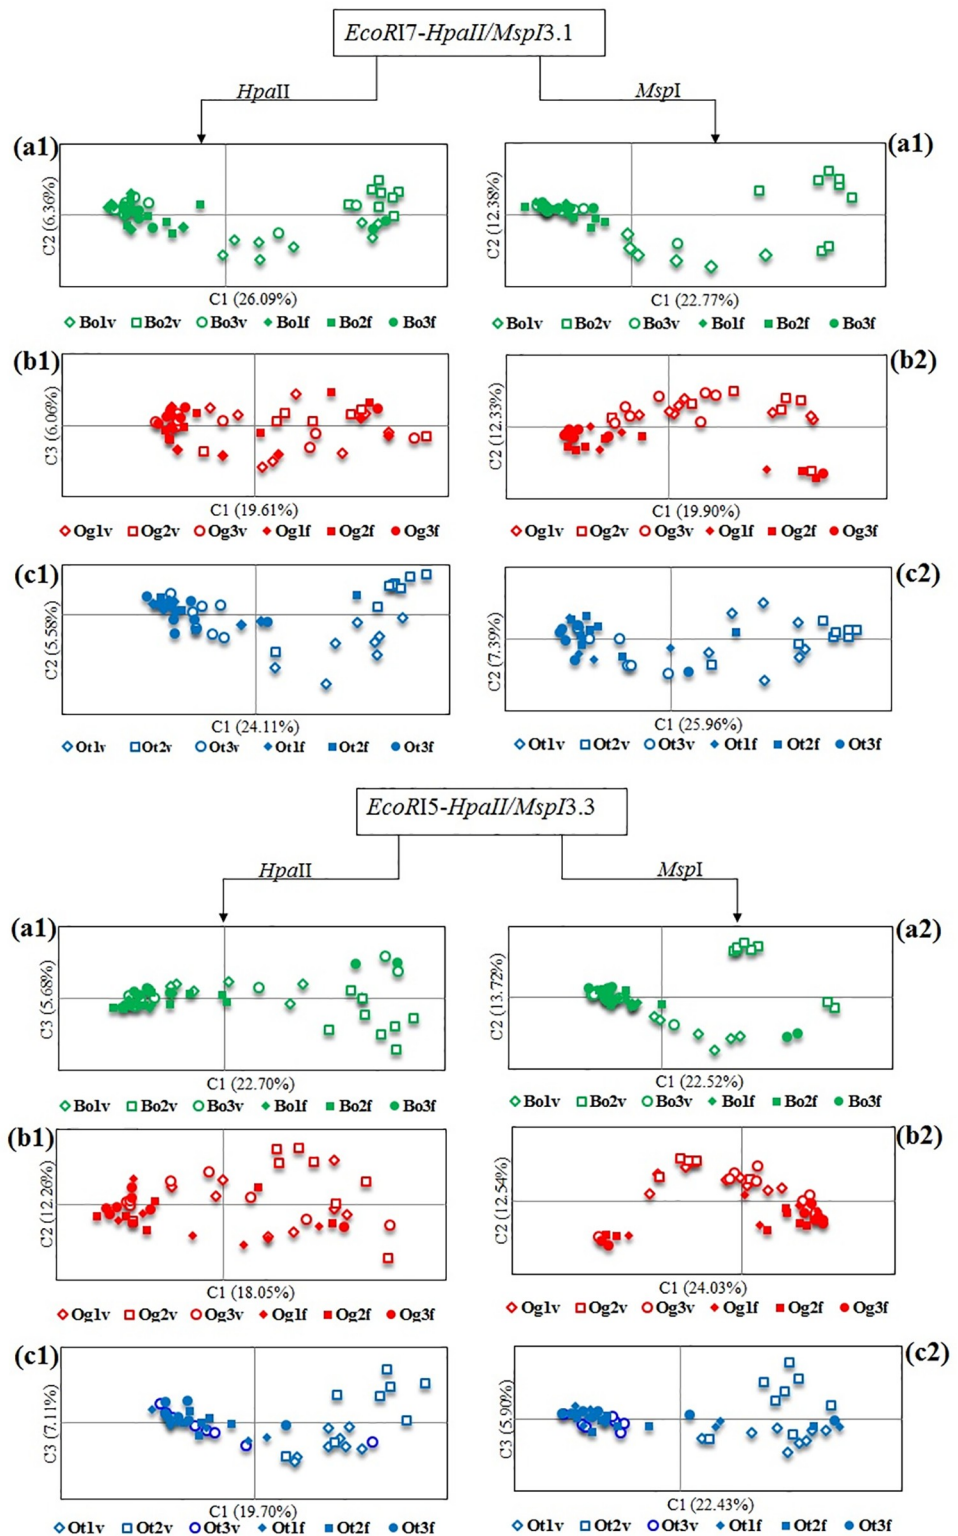 EcoRI7-HpaII/MspI3.1
HpaII
MspI
(a1)
C2 (6.36%)
C1 (26.09%)
Bo1v Bo2v Bo3v Bo1f Bo2f Bo3f
(a1)
C2 (12.38%)
C1 (22.77%)
Bo1v Bo2v Bo3v Bo1f Bo2f Bo3f
(b1)
C3 (6.06%)
C1 (19.61%)
Og1v Og2v Og3v Og1f Og2f Og3f
(b2)
C2 (12.33%)
C1 (19.90%)
Og1v Og2v Og3v Og1f Og2f Og3f
(c1)
C2 (5.58%)
C1 (24.11%)
Ot1v Ot2v Ot3v Ot1f Ot2f Ot3f
(c2)
C2 (7.39%)
C1 (25.96%)
Ot1v Ot2v Ot3v Ot1f Ot2f Ot3f
EcoRI5-HpaII/MspI3.3
HpaII
MspI
(a1)
C3 (5.68%)
C1 (22.70%)
Bo1v Bo2v Bo3v Bo1f Bo2f Bo3f
(a2)
C2 (13.72%)
C1 (22.52%)
Bo1v Bo2v Bo3v Bo1f Bo2f Bo3f
(b1)
C2 (12.26%)
C1 (18.05%)
Og1v Og2v Og3v Og1f Og2f Og3f
(b2)
C2 (12.54%)
C1 (24.03%)
Og1v Og2v Og3v Og1f Og2f Og3f
(c1)
C3 (7.11%)
C1 (19.70%)
Ot1v Ot2v Ot3v Ot1f Ot2f Ot3f
(c2)
C3 (5.90%)
C1 (22.43%)
Ot1v Ot2v Ot3v Ot1f Ot2f Ot3f